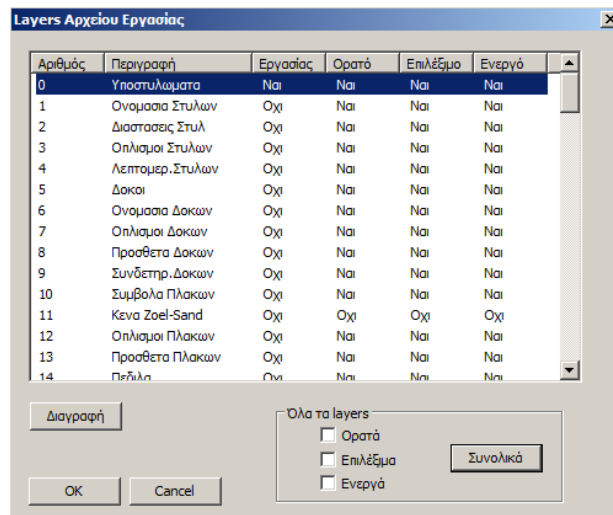 Layers Αρχείου Εργασίας
Αριθμός Περιγραφή Εργασίας Ορατό Επιλέξιμο Ενεργό
0 Υποστυλωματα Ναι Ναι Ναι Ναι
1 Ονομασια Στυλων Οχι Ναι Ναι Ναι
2 Διαστασεις Στυλ Οχι Ναι Ναι Ναι
3 Οπλισμοι Στυλων Οχι Ναι Ναι Ναι
4 Λεπτομερ.Στυλων Οχι Ναι Ναι Ναι
5 Δοκοι Οχι Ναι Ναι Ναι
6 Ονομασια Δοκων Οχι Ναι Ναι Ναι
7 Οπλισμοι Δοκων Οχι Ναι Ναι Ναι
8 Προσθετα Δοκων Οχι Ναι Ναι Ναι
9 Συνδετηρ.Δοκων Οχι Ναι Ναι Ναι
10 Συμβολα Πλακων Οχι Ναι Ναι Ναι
11 Κενα Zoel-Sand Οχι Οχι Οχι Οχι
12 Οπλισμοι Πλακων Οχι Ναι Ναι Ναι
13 Προσθετα Πλακων Οχι Ναι Ναι Ναι
14 Πεδιλα Οχι Ναι Ναι Ναι
Διαγραφή
Όλα τα layers
Ορατά
Επιλέξιμα
Ενεργά
Συνολικά
OK
Cancel